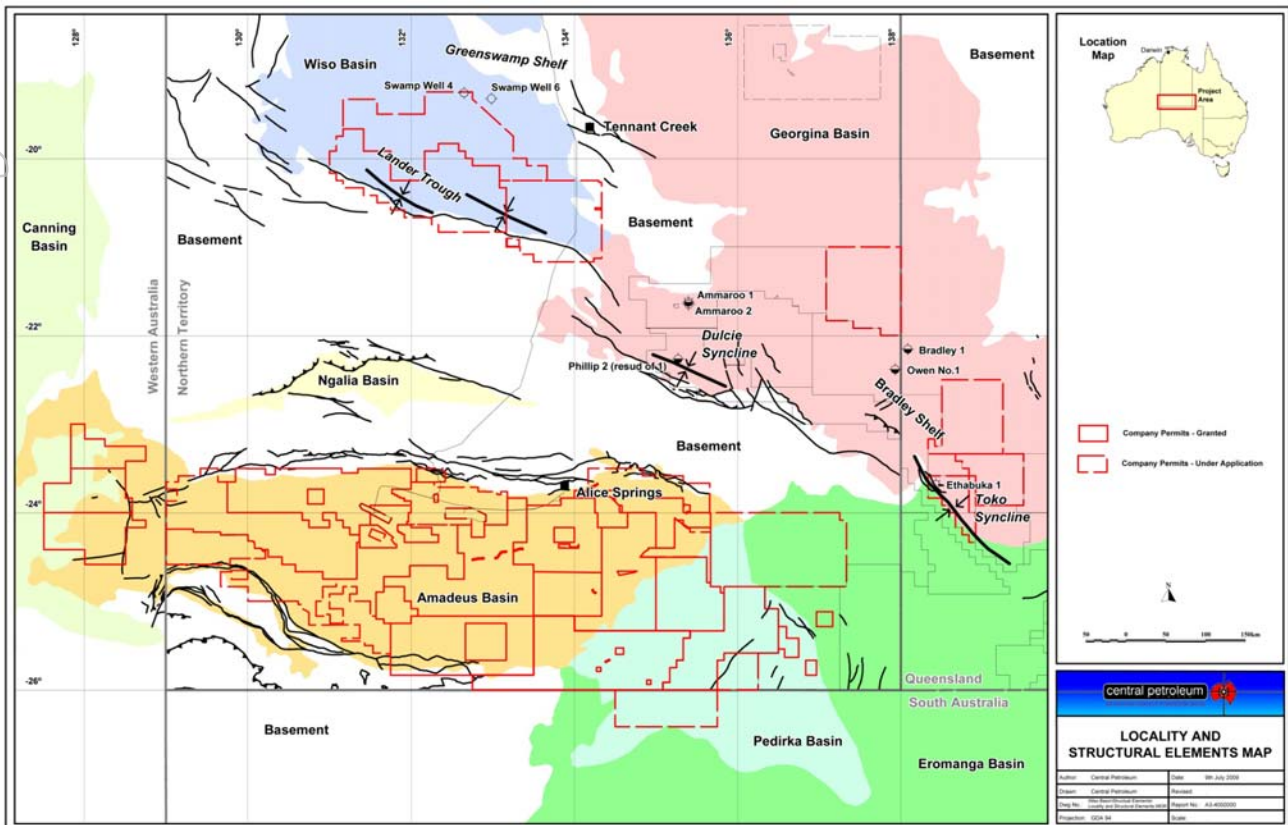 128°
130°
132°
134°
136°
138°
-20°
-22°
-24°
-26°
Wiso Basin
Greenswamp Shelf
Swamp Well 4
Swamp Well 6
Tennant Creek
Basement
Georgina Basin
Lander Trough
Canning
Basin
Basement
Basement
Western Australia
Northern Territory
Ammaroo 1
Ammaroo 2
Dulcie
Syncline
Phillip 2 (resud of 1)
Bradley 1
Owen No.1
Bradley Shelf
Ngalia Basin
Basement
Alice Springs
Ethabuka 1
Toko
Syncline
Amadeus Basin
Queensland
South Australia
Basement
Pedirka Basin
Eromanga Basin
Location
Map
Darwin
Project
Area
Company Permits - Granted
Company Permits - Under Application
N
50 0 50 100 150km
central petroleum
LOCALITY AND
STRUCTURAL ELEMENTS MAP
Author: Central Petroleum
Date: 9th July 2009
Drawn: Central Petroleum
Revised:
Dwg No.
Report No.
Projection: GDA 94
Scale: